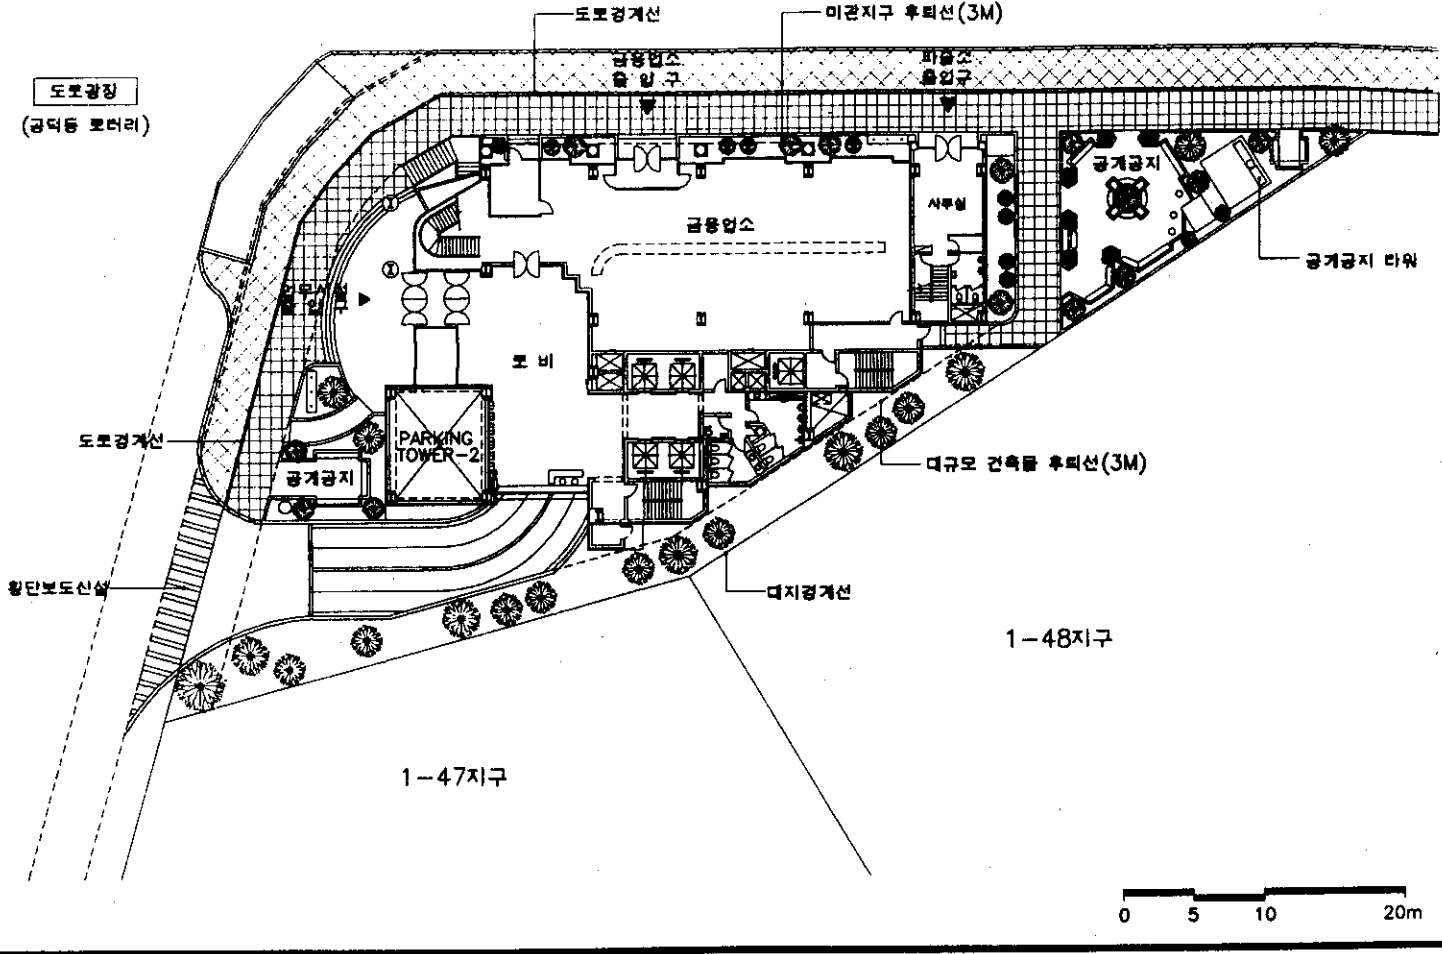 도로경계선
미관지구 후퇴선(3M)
금융업소
출입구
파출소
출입구
도로광장
(공덕동 로터리)
공개공지
사무실
금융업소
공개공지 타워
업무시설
로비
PARKING
TOWER-2
도로경계선
공개공지
대규모 건축물 후퇴선(3M)
횡단보도신설
대지경계선
1-48지구
1-47지구
0 5 10 20m